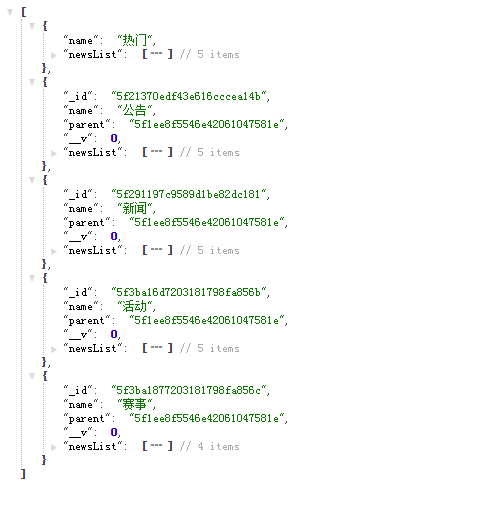 [
{
"name": "热门",
"newsList": [ ··· ] // 5 items
},
{
"_id": "5f21370edf43e616cccea14b",
"name": "公告",
"parent": "5f1ee8f5546e42061047581e",
"__v": 0,
"newsList": [ ··· ] // 5 items
},
{
"_id": "5f291197c9589d1be82dc181",
"name": "新闻",
"parent": "5f1ee8f5546e42061047581e",
"__v": 0,
"newsList": [ ··· ] // 5 items
},
{
"_id": "5f3ba16d7203181798fa856b",
"name": "活动",
"parent": "5f1ee8f5546e42061047581e",
"__v": 0,
"newsList": [ ··· ] // 5 items
},
{
"_id": "5f3ba1877203181798fa856c",
"name": "赛事",
"parent": "5f1ee8f5546e42061047581e",
"__v": 0,
"newsList": [ ··· ] // 4 items
}
]